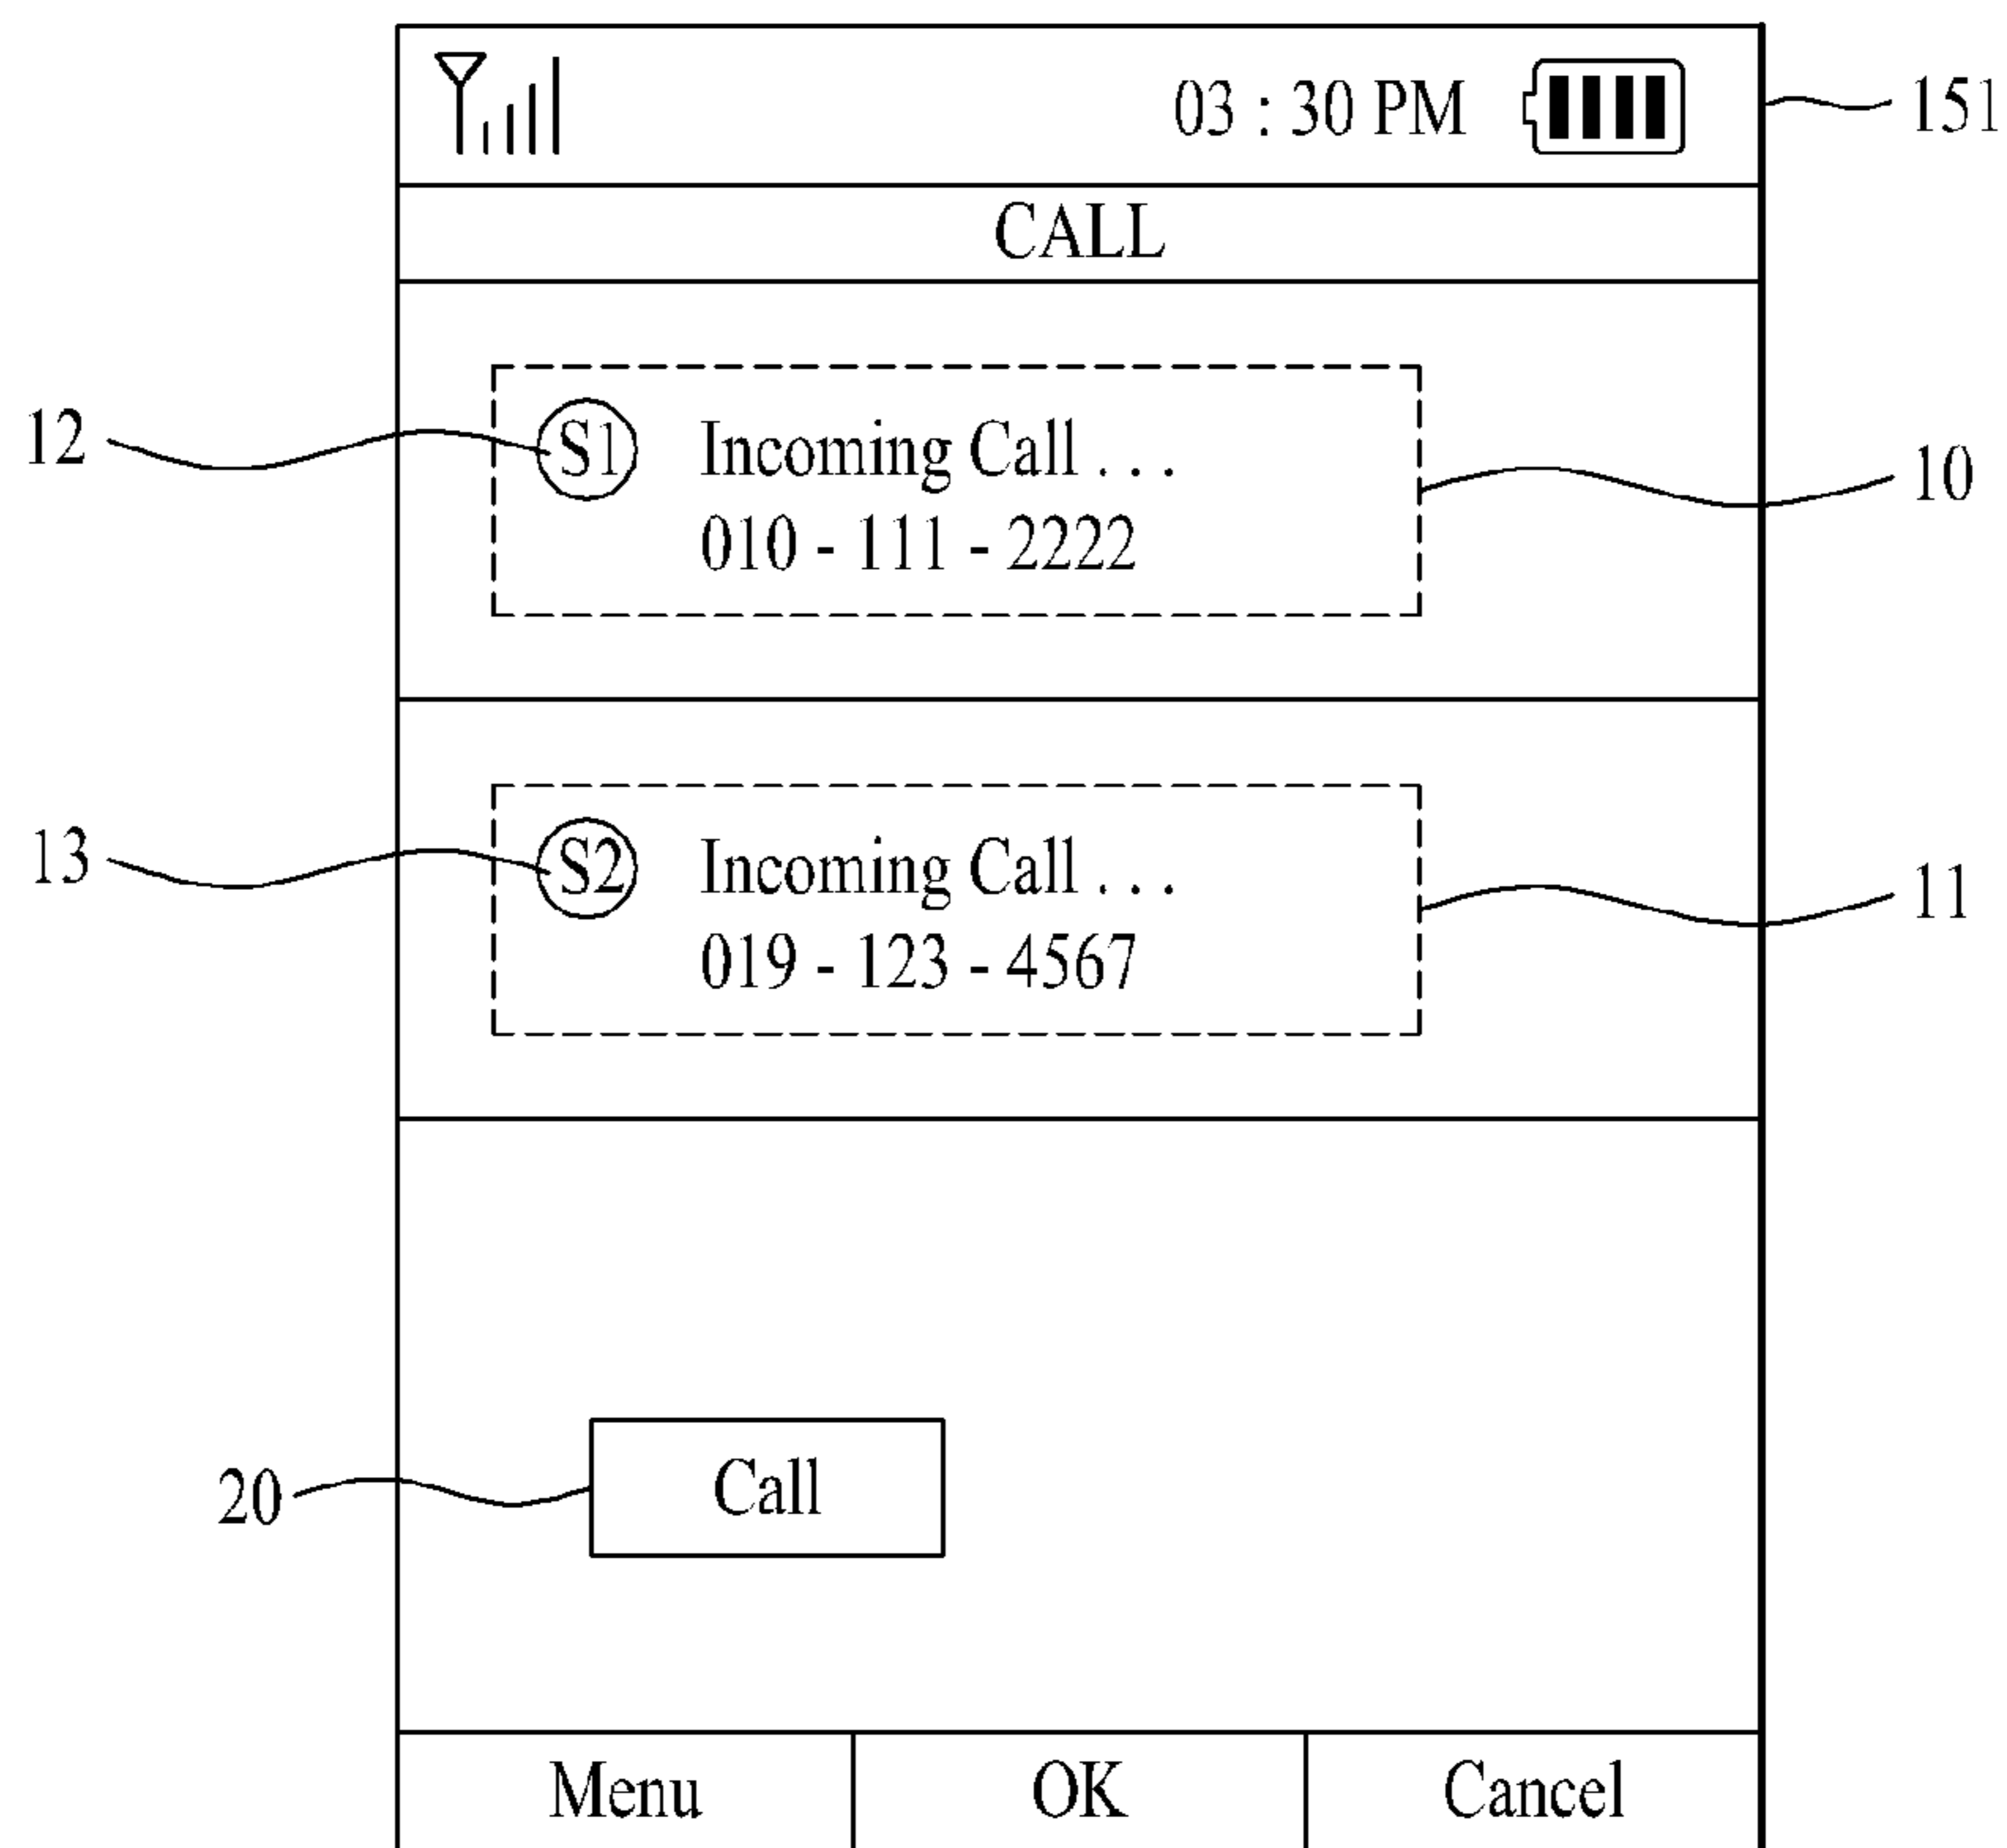 03 : 30 PM
151
CALL
12
S1
Incoming Call . . .
10
010 - 111 - 2222
13
S2
Incoming Call . . .
11
019 - 123 - 4567
20
Call
Menu
OK
Cancel